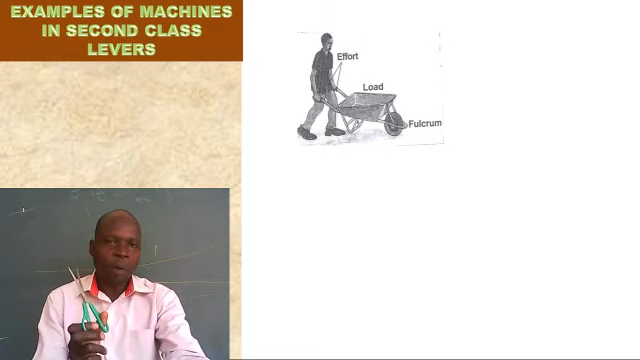 EXAMPLES OF MACHINES
IN SECOND CLASS
LEVERS
Effort
Load
Fulcrum